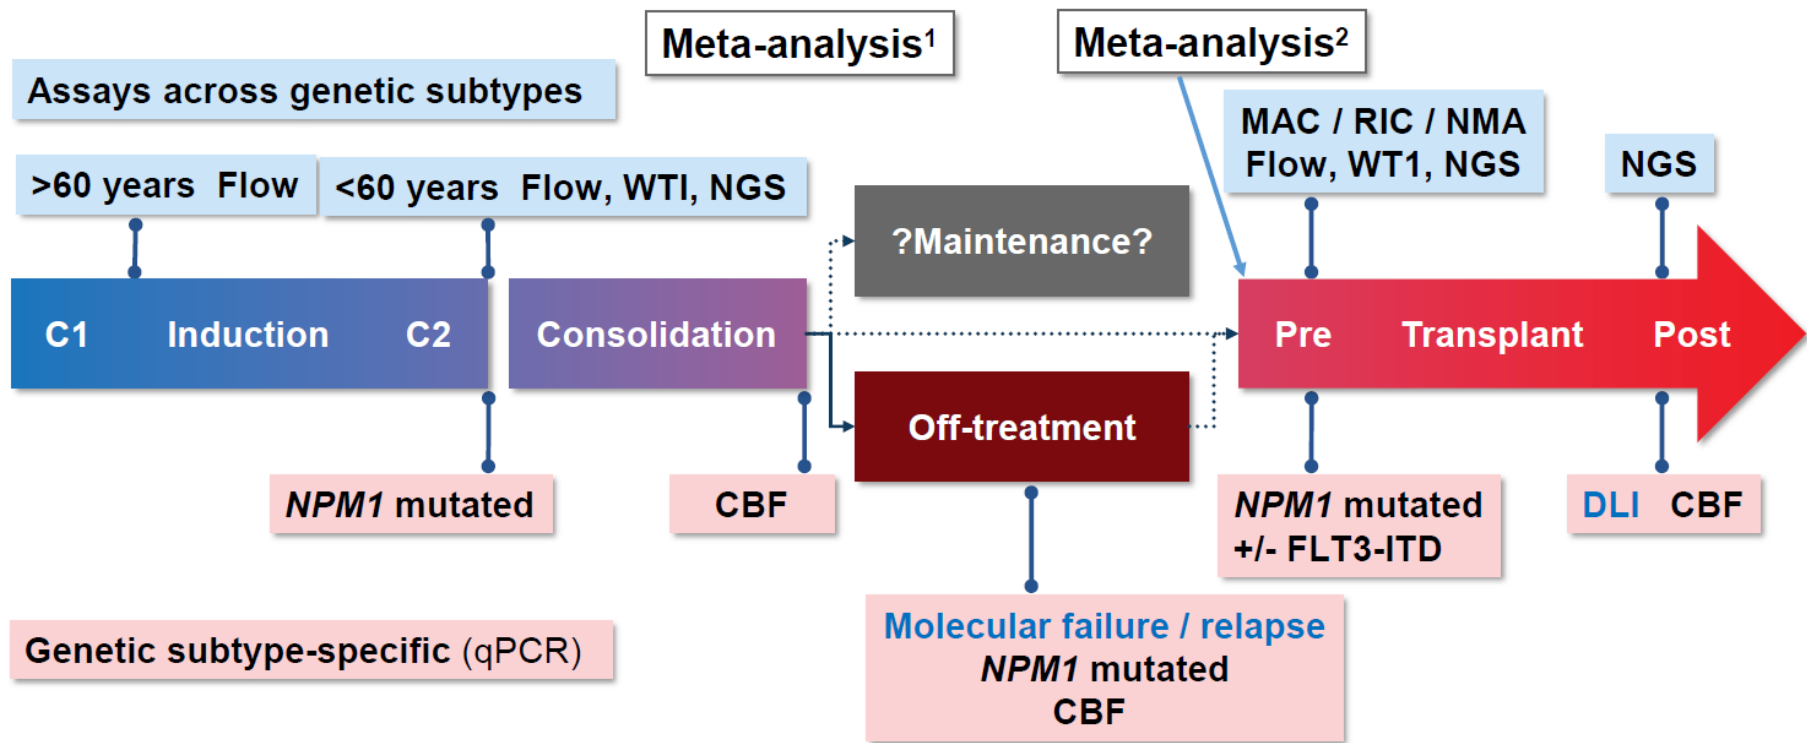 Meta-analysis¹
Meta-analysis²
Assays across genetic subtypes
MAC / RIC / NMA
Flow, WT1, NGS
NGS
>60 years Flow
<60 years Flow, WTI, NGS
?Maintenance?
C1 Induction C2
Consolidation
Pre Transplant Post
Off-treatment
NPM1 mutated
CBF
NPM1 mutated
+/- FLT3-ITD
DLI CBF
Molecular failure / relapse
NPM1 mutated
CBF
Genetic subtype-specific (qPCR)